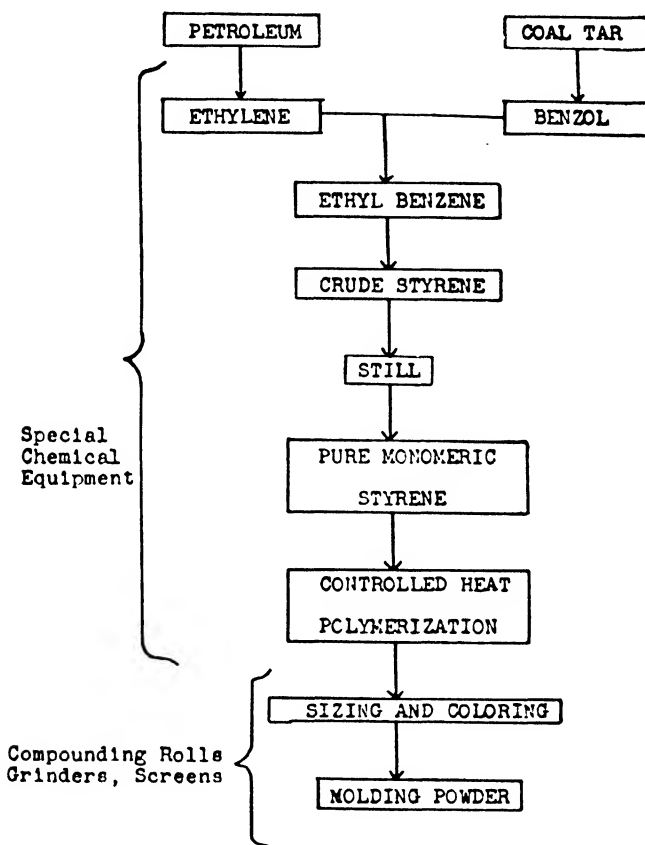 PETROLEUM
COAL TAR
ETHYLENE
BENZOL
ETHYL BENZENE
CRUDE STYRENE
STILL
Special
Chemical
Equipment
PURE MONOMERIC
STYRENE
CONTROLLED HEAT
POLYMERIZATION
SIZING AND COLORING
Compounding Rolls
Grinders, Screens
MOLDING POWDER